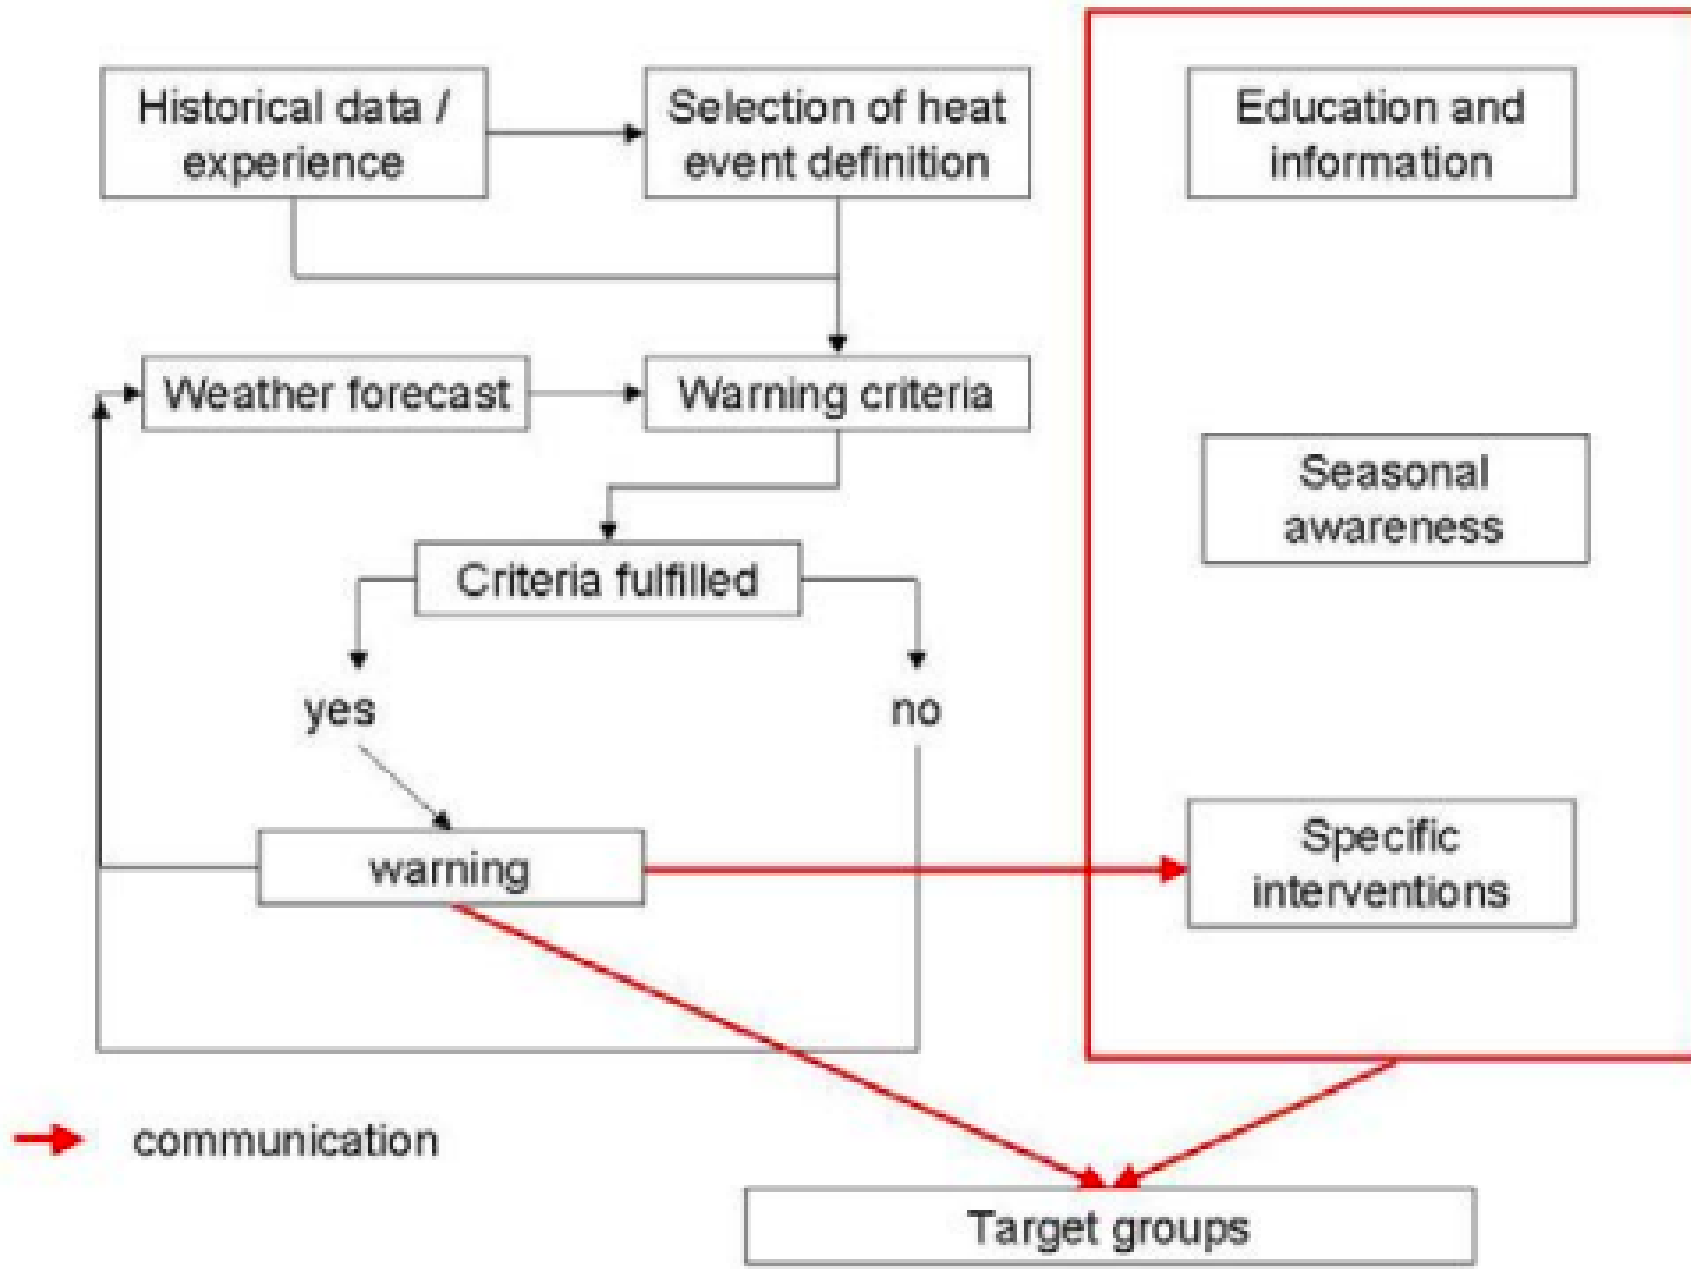 Historical data /
experience
Selection of heat
event definition
Education and
information
Weather forecast
Warning criteria
Seasonal
awareness
Criteria fulfilled
yes
no
warning
Specific
interventions
communication
Target groups